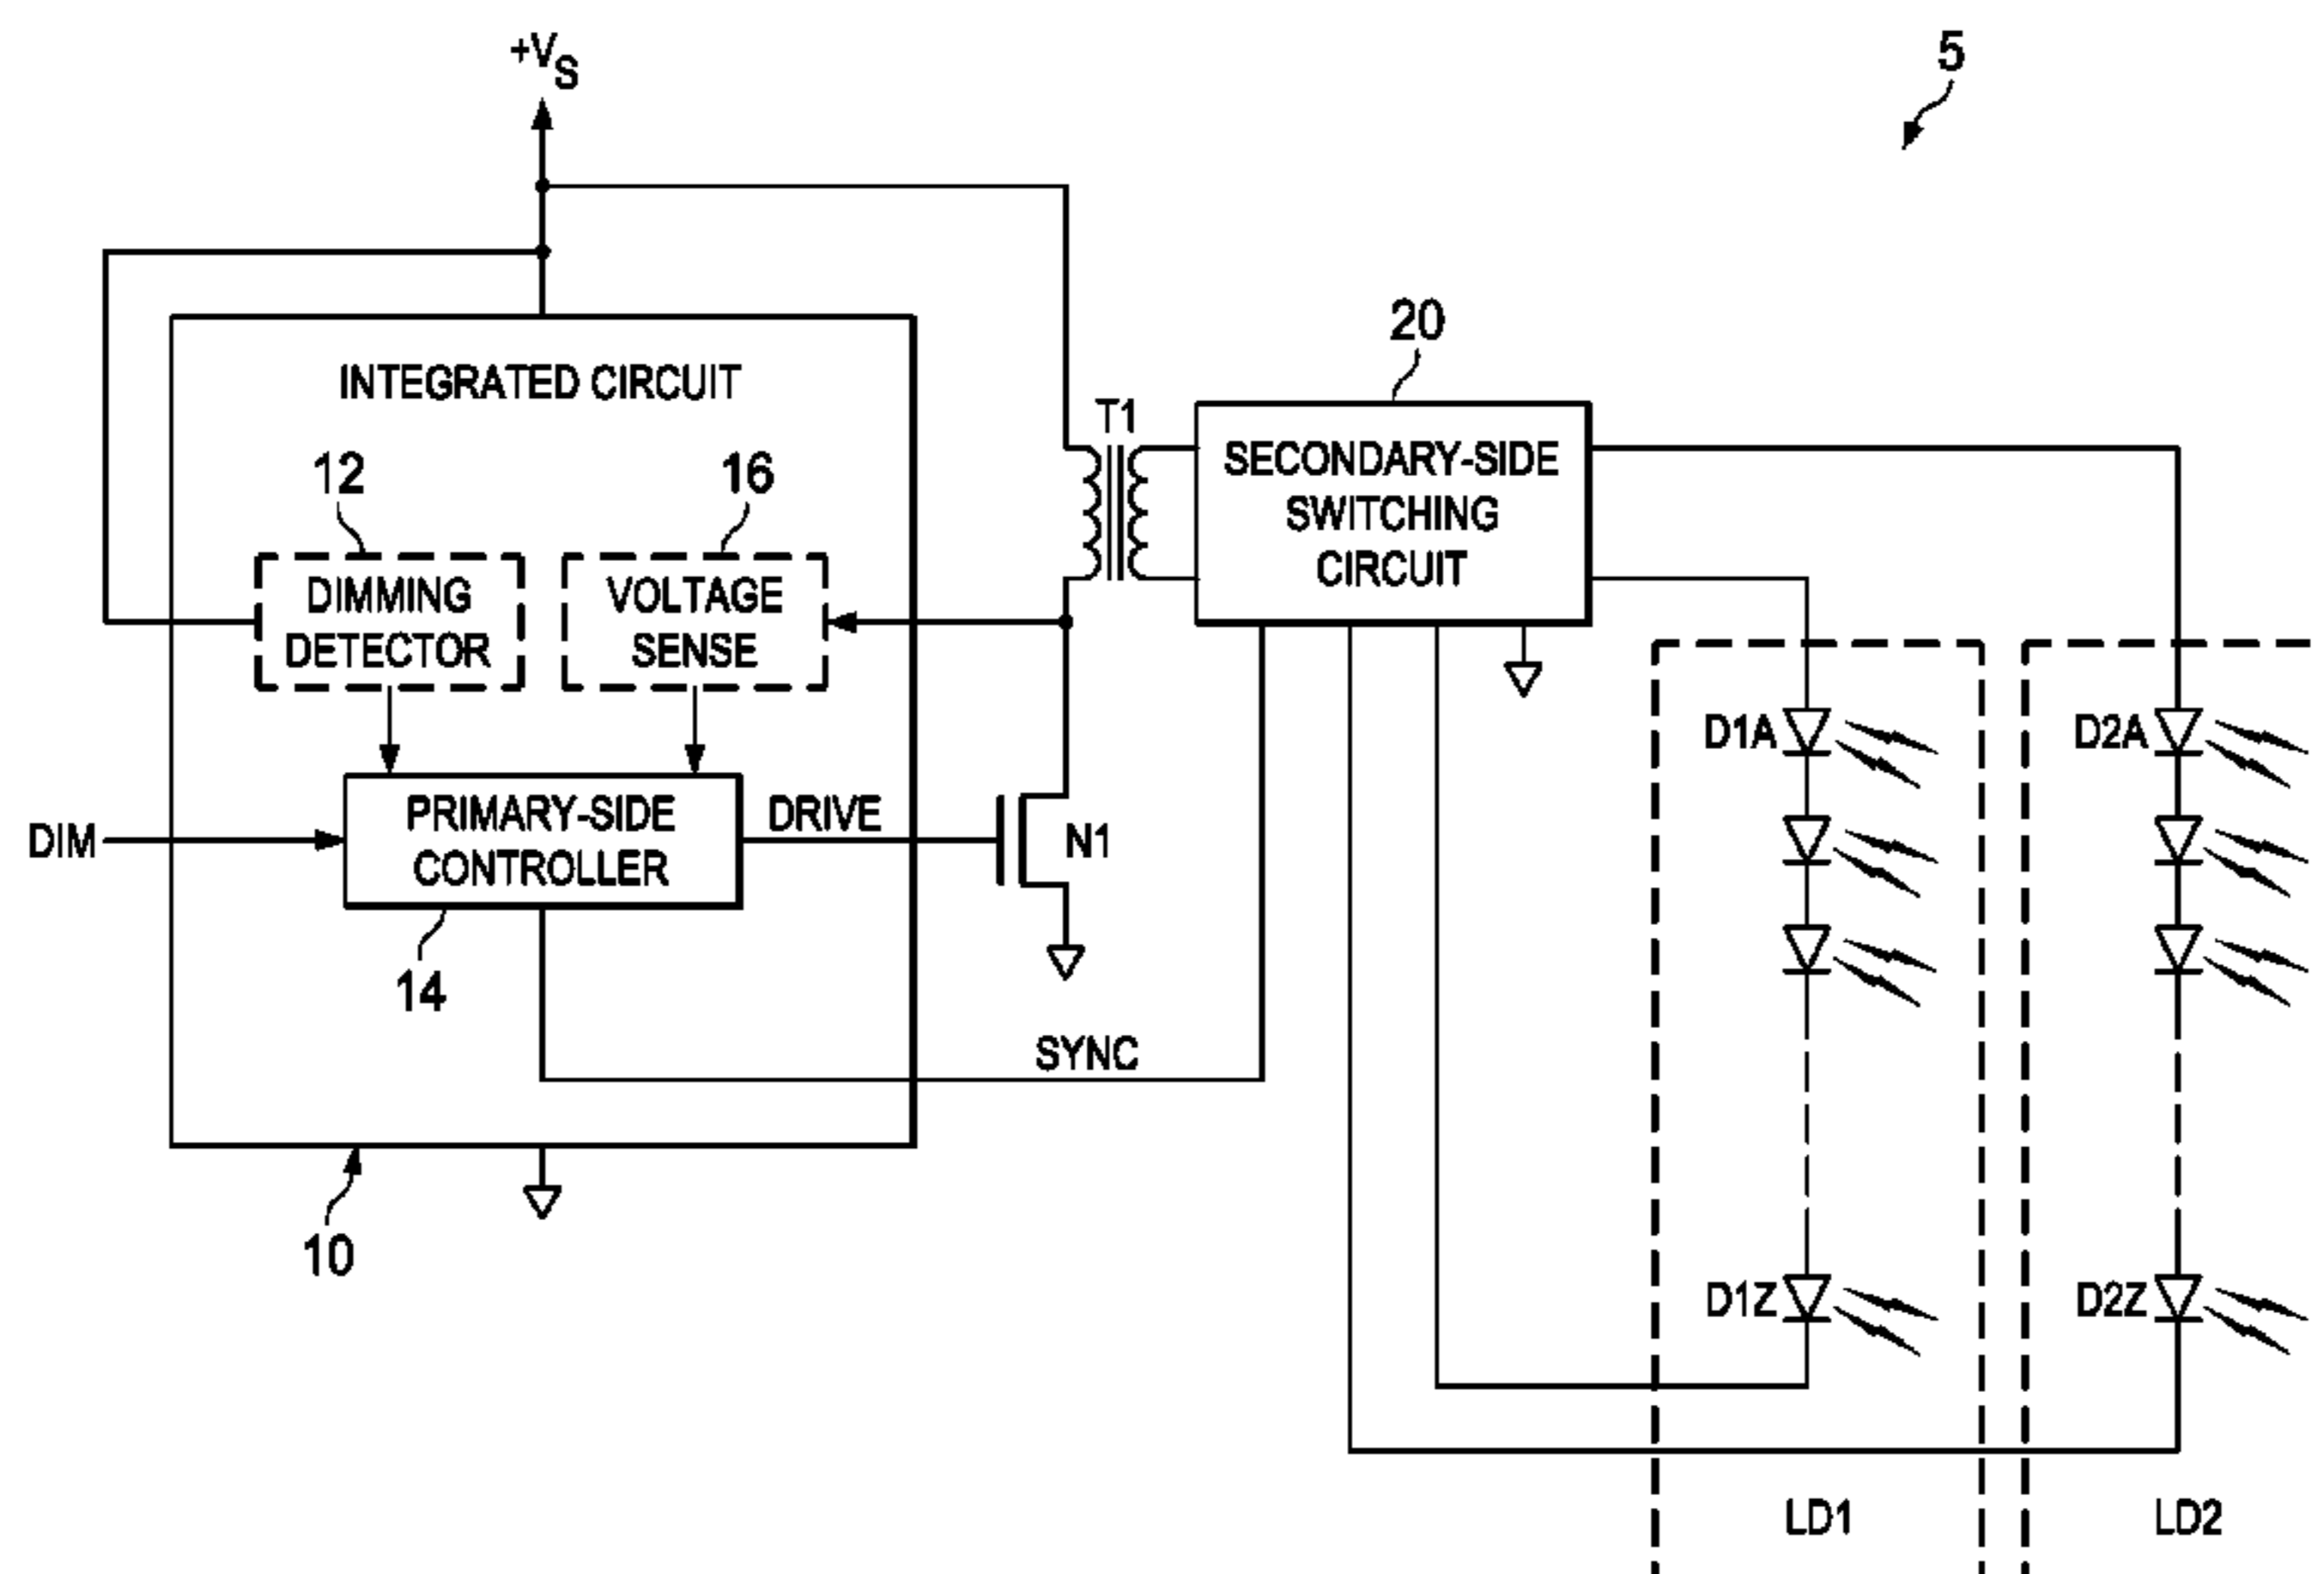 +VS
5
INTEGRATED CIRCUIT
20
T1
SECONDARY-SIDE
SWITCHING
CIRCUIT
12
16
DIMMING
DETECTOR
VOLTAGE
SENSE
D1A
D2A
DIM
PRIMARY-SIDE
CONTROLLER
DRIVE
N1
14
SYNC
10
D1Z
D2Z
LD1
LD2